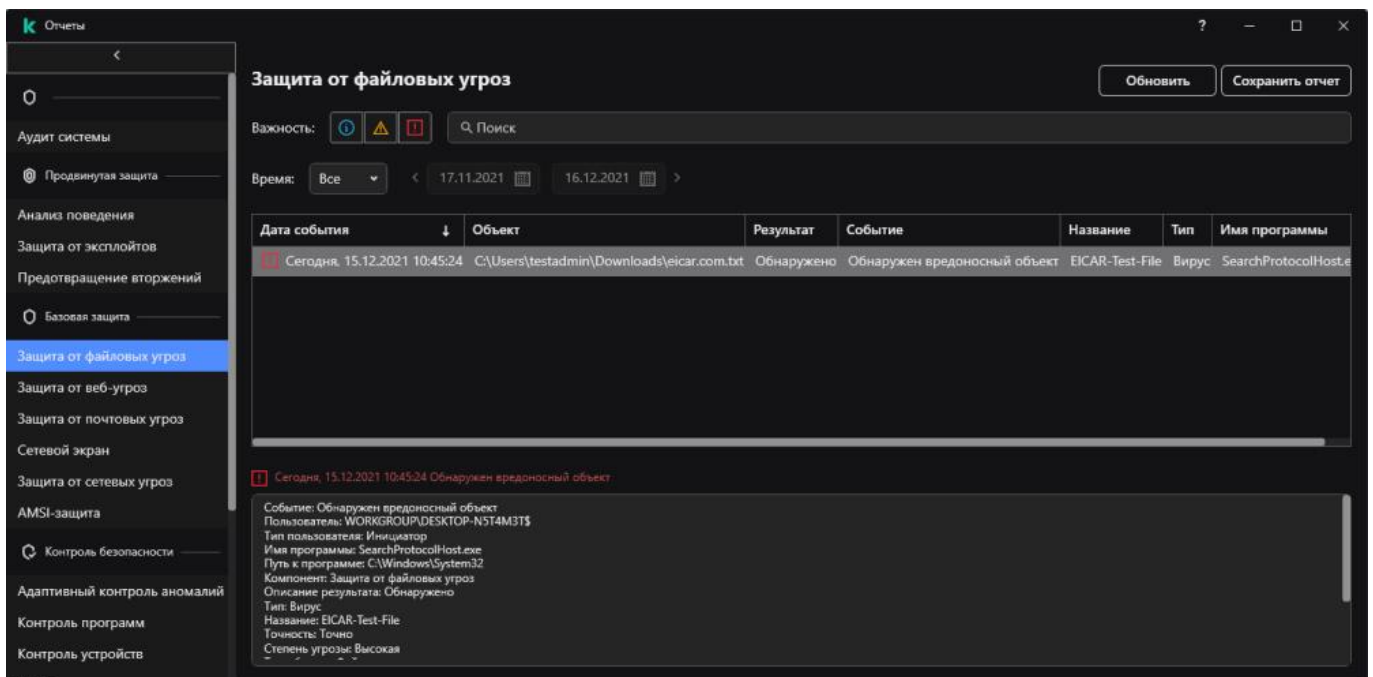 Отчеты
?
Аудит системы
Продвинутая защита
Анализ поведения
Защита от эксплойтов
Предотвращение вторжений
Базовая защита
Защита от файловых угроз
Защита от веб-угроз
Защита от почтовых угроз
Сетевой экран
Защита от сетевых угроз
AMSI-защита
Контроль безопасности
Адаптивный контроль аномалий
Контроль программ
Контроль устройств
Защита от файловых угроз
Обновить Сохранить отчет
Важность: Поиск
Время: Все 17.11.2021 16.12.2021
Дата события Объект Результат Событие Название Тип Имя программы
Сегодня, 15.12.2021 10:45:24 C:\Users\testadmin\Downloads\eicar.com.txt Обнаружено Обнаружен вредоносный объект EICAR-Test-File Вирус SearchProtocolHost.e
Сегодня, 15.12.2021 10:45:24 Обнаружен вредоносный объект
Событие: Обнаружен вредоносный объект
Пользователь: WORKGROUP\DESKTOP-N5T4M3T$
Тип пользователя: Инициатор
Имя программы: SearchProtocolHost.exe
Путь к программе: C:\Windows\System32
Компонент: Защита от файловых угроз
Описание результата: Обнаружено
Тип: Вирус
Название: EICAR-Test-File
Точность: Точно
Степень угрозы: Высокая